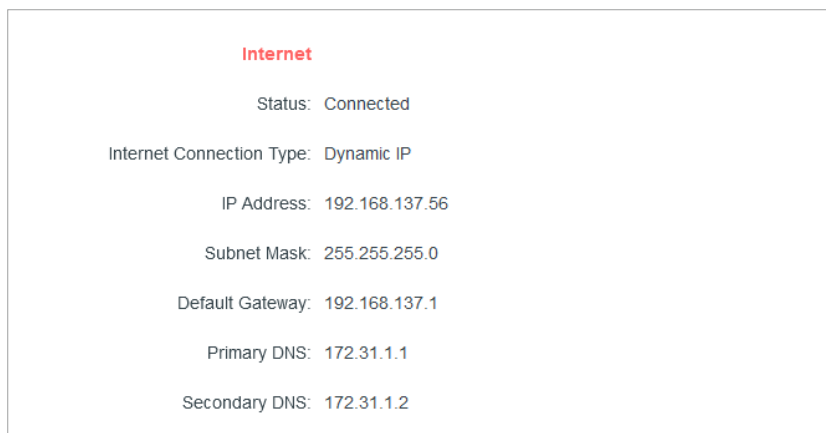 Internet
Status: Connected
Internet Connection Type: Dynamic IP
IP Address: 192.168.137.56
Subnet Mask: 255.255.255.0
Default Gateway: 192.168.137.1
Primary DNS: 172.31.1.1
Secondary DNS: 172.31.1.2